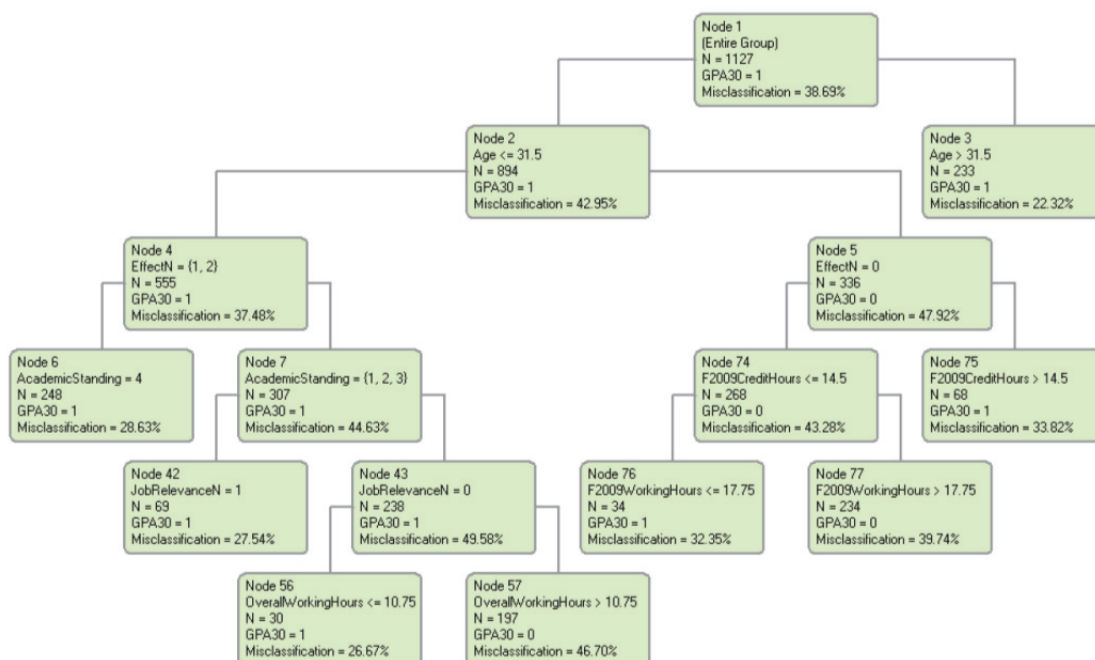 Node 1
(Entire Group)
N = 1127
GPA30 = 1
Misclassification = 38.69%
Node 2
Age <= 31.5
N = 894
GPA30 = 1
Misclassification = 42.95%
Node 3
Age > 31.5
N = 233
GPA30 = 1
Misclassification = 22.32%
Node 4
EffectN = {1, 2}
N = 555
GPA30 = 1
Misclassification = 37.48%
Node 5
EffectN = 0
N = 336
GPA30 = 0
Misclassification = 47.92%
Node 6
AcademicStanding = 4
N = 248
GPA30 = 1
Misclassification = 28.63%
Node 7
AcademicStanding = {1, 2, 3}
N = 307
GPA30 = 1
Misclassification = 44.63%
Node 74
F2009CreditHours <= 14.5
N = 268
GPA30 = 0
Misclassification = 43.28%
Node 75
F2009CreditHours > 14.5
N = 68
GPA30 = 1
Misclassification = 33.82%
Node 42
JobRelevanceN = 1
N = 69
GPA30 = 1
Misclassification = 27.54%
Node 43
JobRelevanceN = 0
N = 238
GPA30 = 1
Misclassification = 49.58%
Node 76
F2009WorkingHours <= 17.75
N = 34
GPA30 = 1
Misclassification = 32.35%
Node 77
F2009WorkingHours > 17.75
N = 234
GPA30 = 0
Misclassification = 39.74%
Node 56
OverallWorkingHours <= 10.75
N = 30
GPA30 = 1
Misclassification = 26.67%
Node 57
OverallWorkingHours > 10.75
N = 197
GPA30 = 0
Misclassification = 46.70%